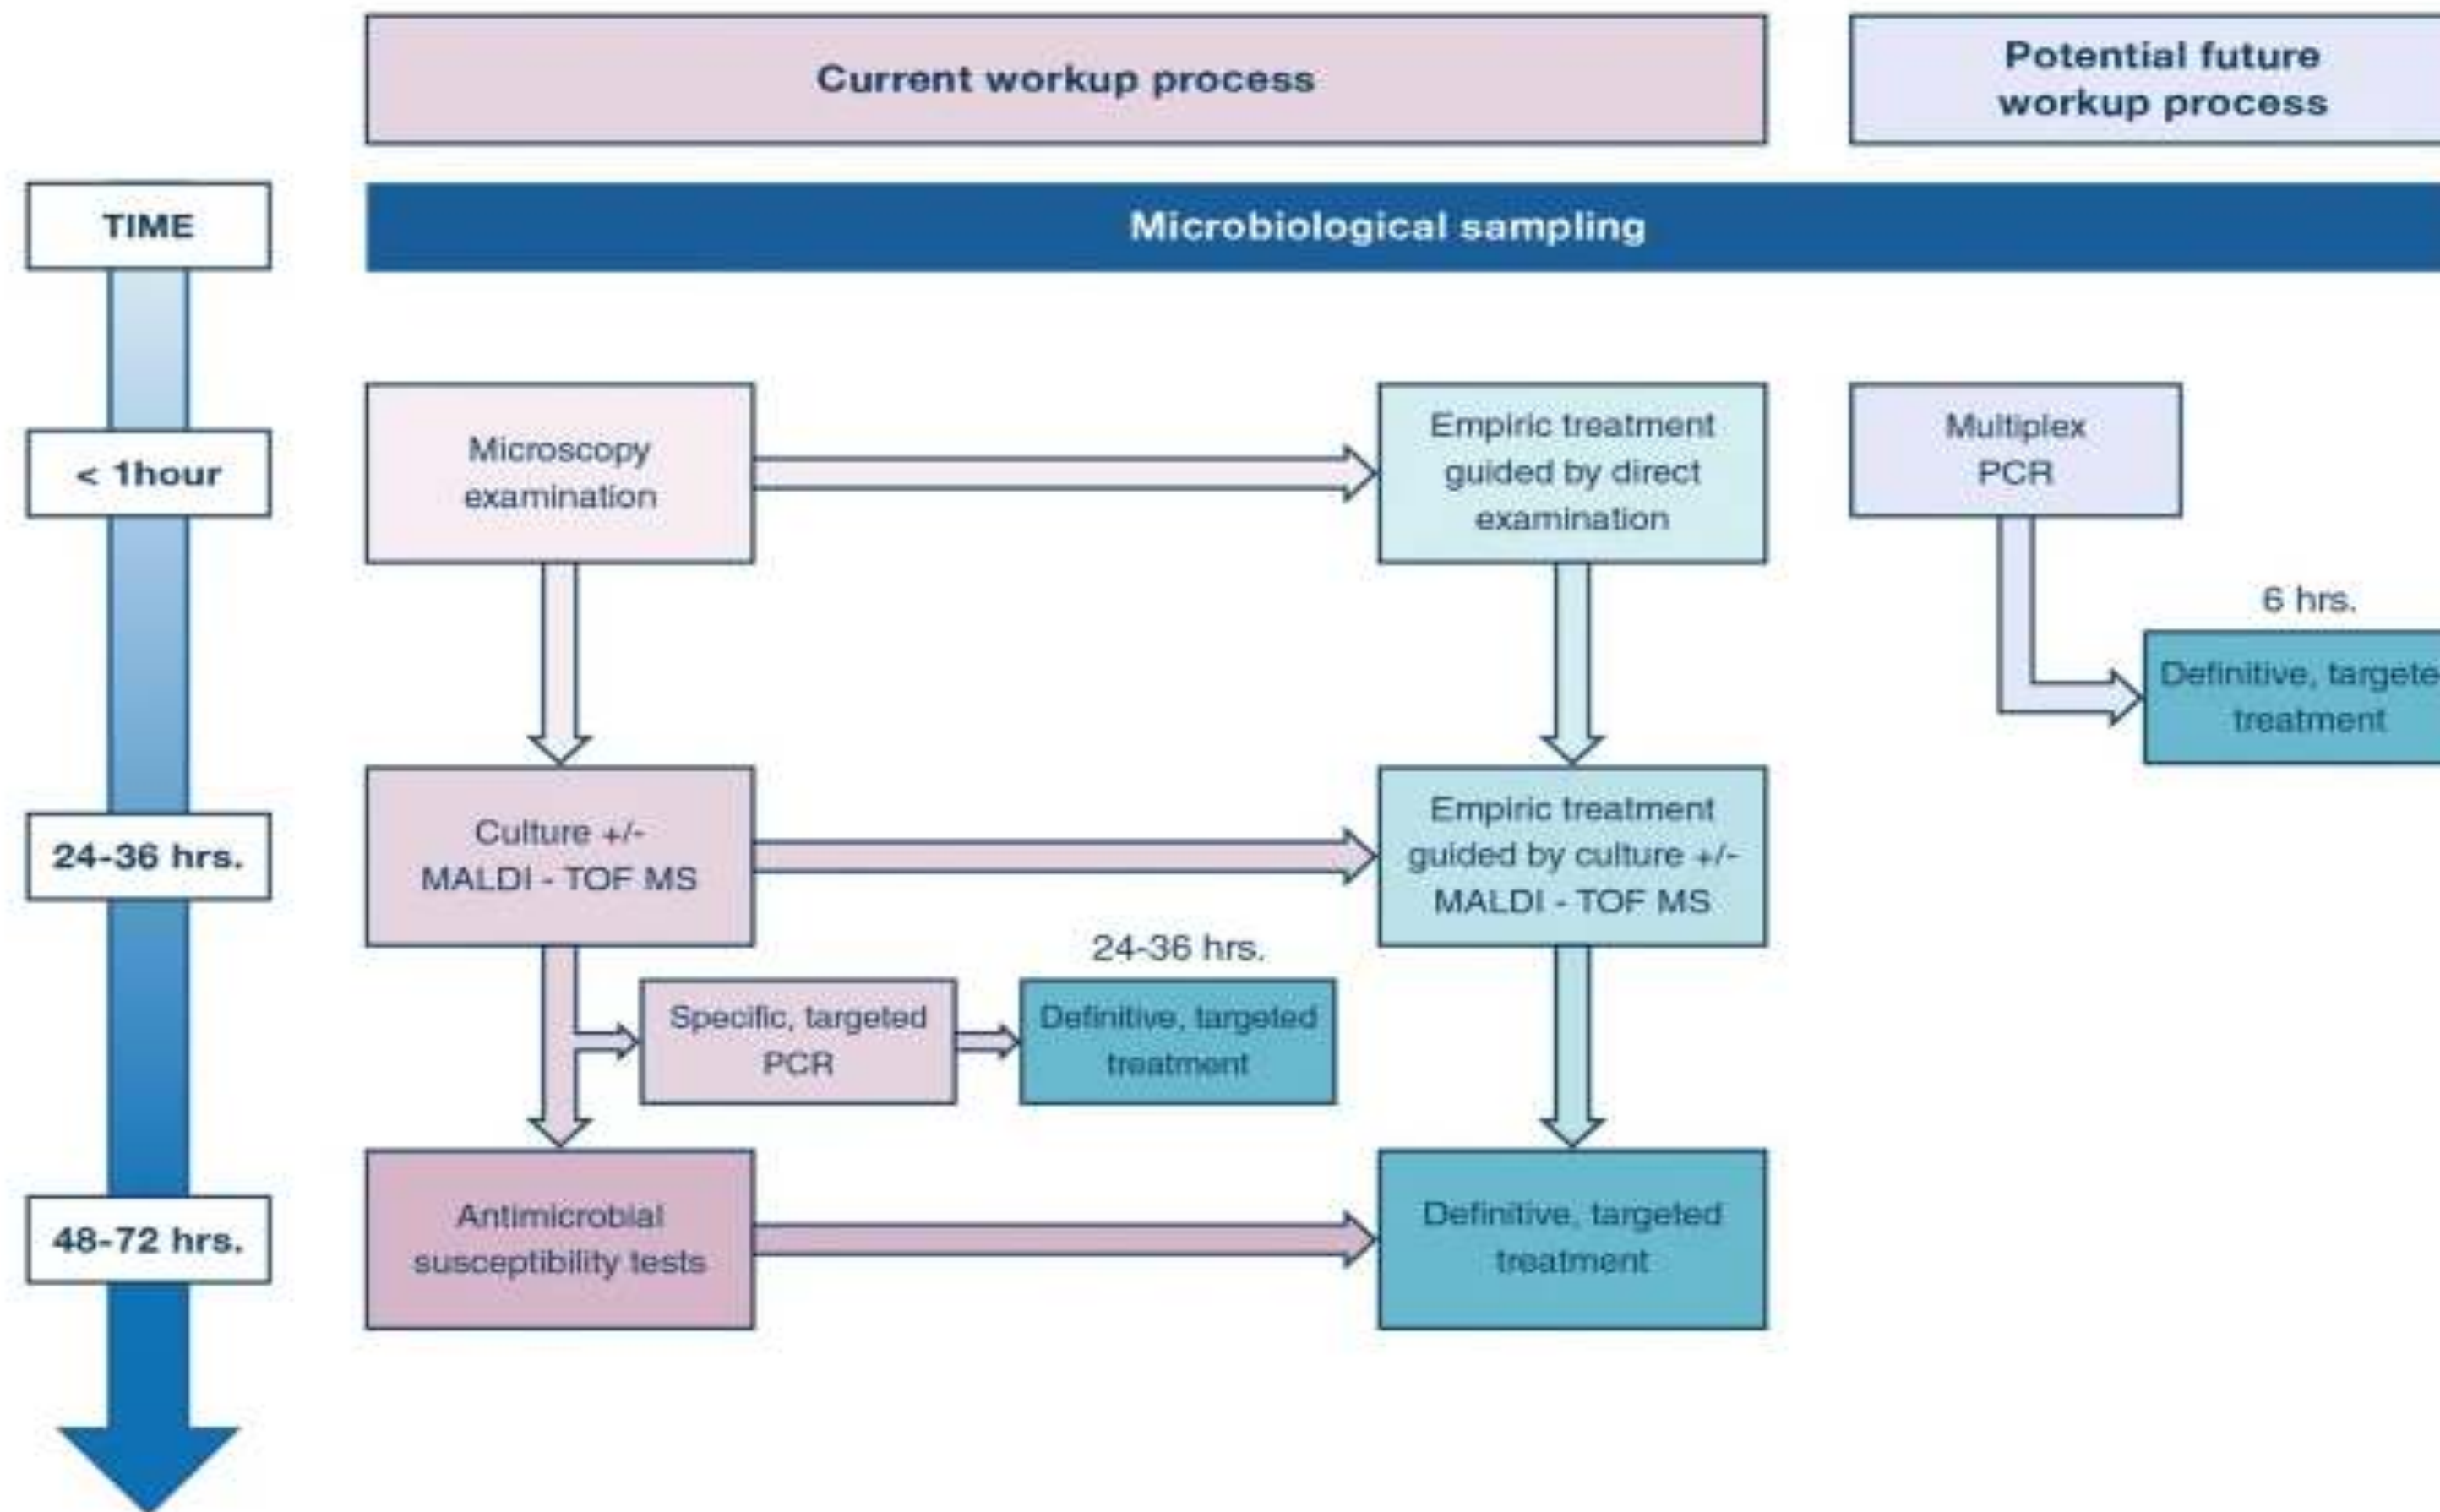 Current workup process
Potential future
workup process
TIME
Microbiological sampling
< 1hour
Microscopy
examination
Empiric treatment
guided by direct
examination
Multiplex
PCR
6 hrs.
Definitive, targete
treatment
24-36 hrs.
Culture +/-
MALDI - TOF MS
Empiric treatment
guided by culture +/-
MALDI - TOF MS
24-36 hrs.
Specific, targeted
PCR
Definitive, targeted
treatment
48-72 hrs.
Antimicrobial
susceptibility tests
Definitive, targeted
treatment